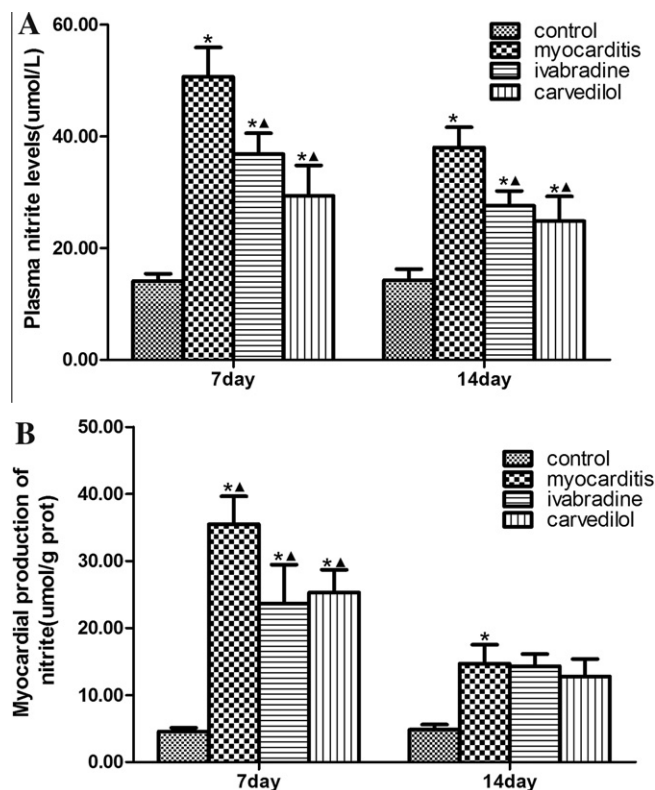 A
Plasma nitrite levels(umol/L)
60.00
40.00
20.00
0.00
control
myocarditis
ivabradine
carvedilol
*
*▲
*▲
*
*▲
*▲
7day
14day
B
Myocardial production of
nitrite(umol/g prot)
50.00
40.00
30.00
20.00
10.00
0.00
control
myocarditis
ivabradine
carvedilol
*▲
*▲
*▲
*
7day
14day